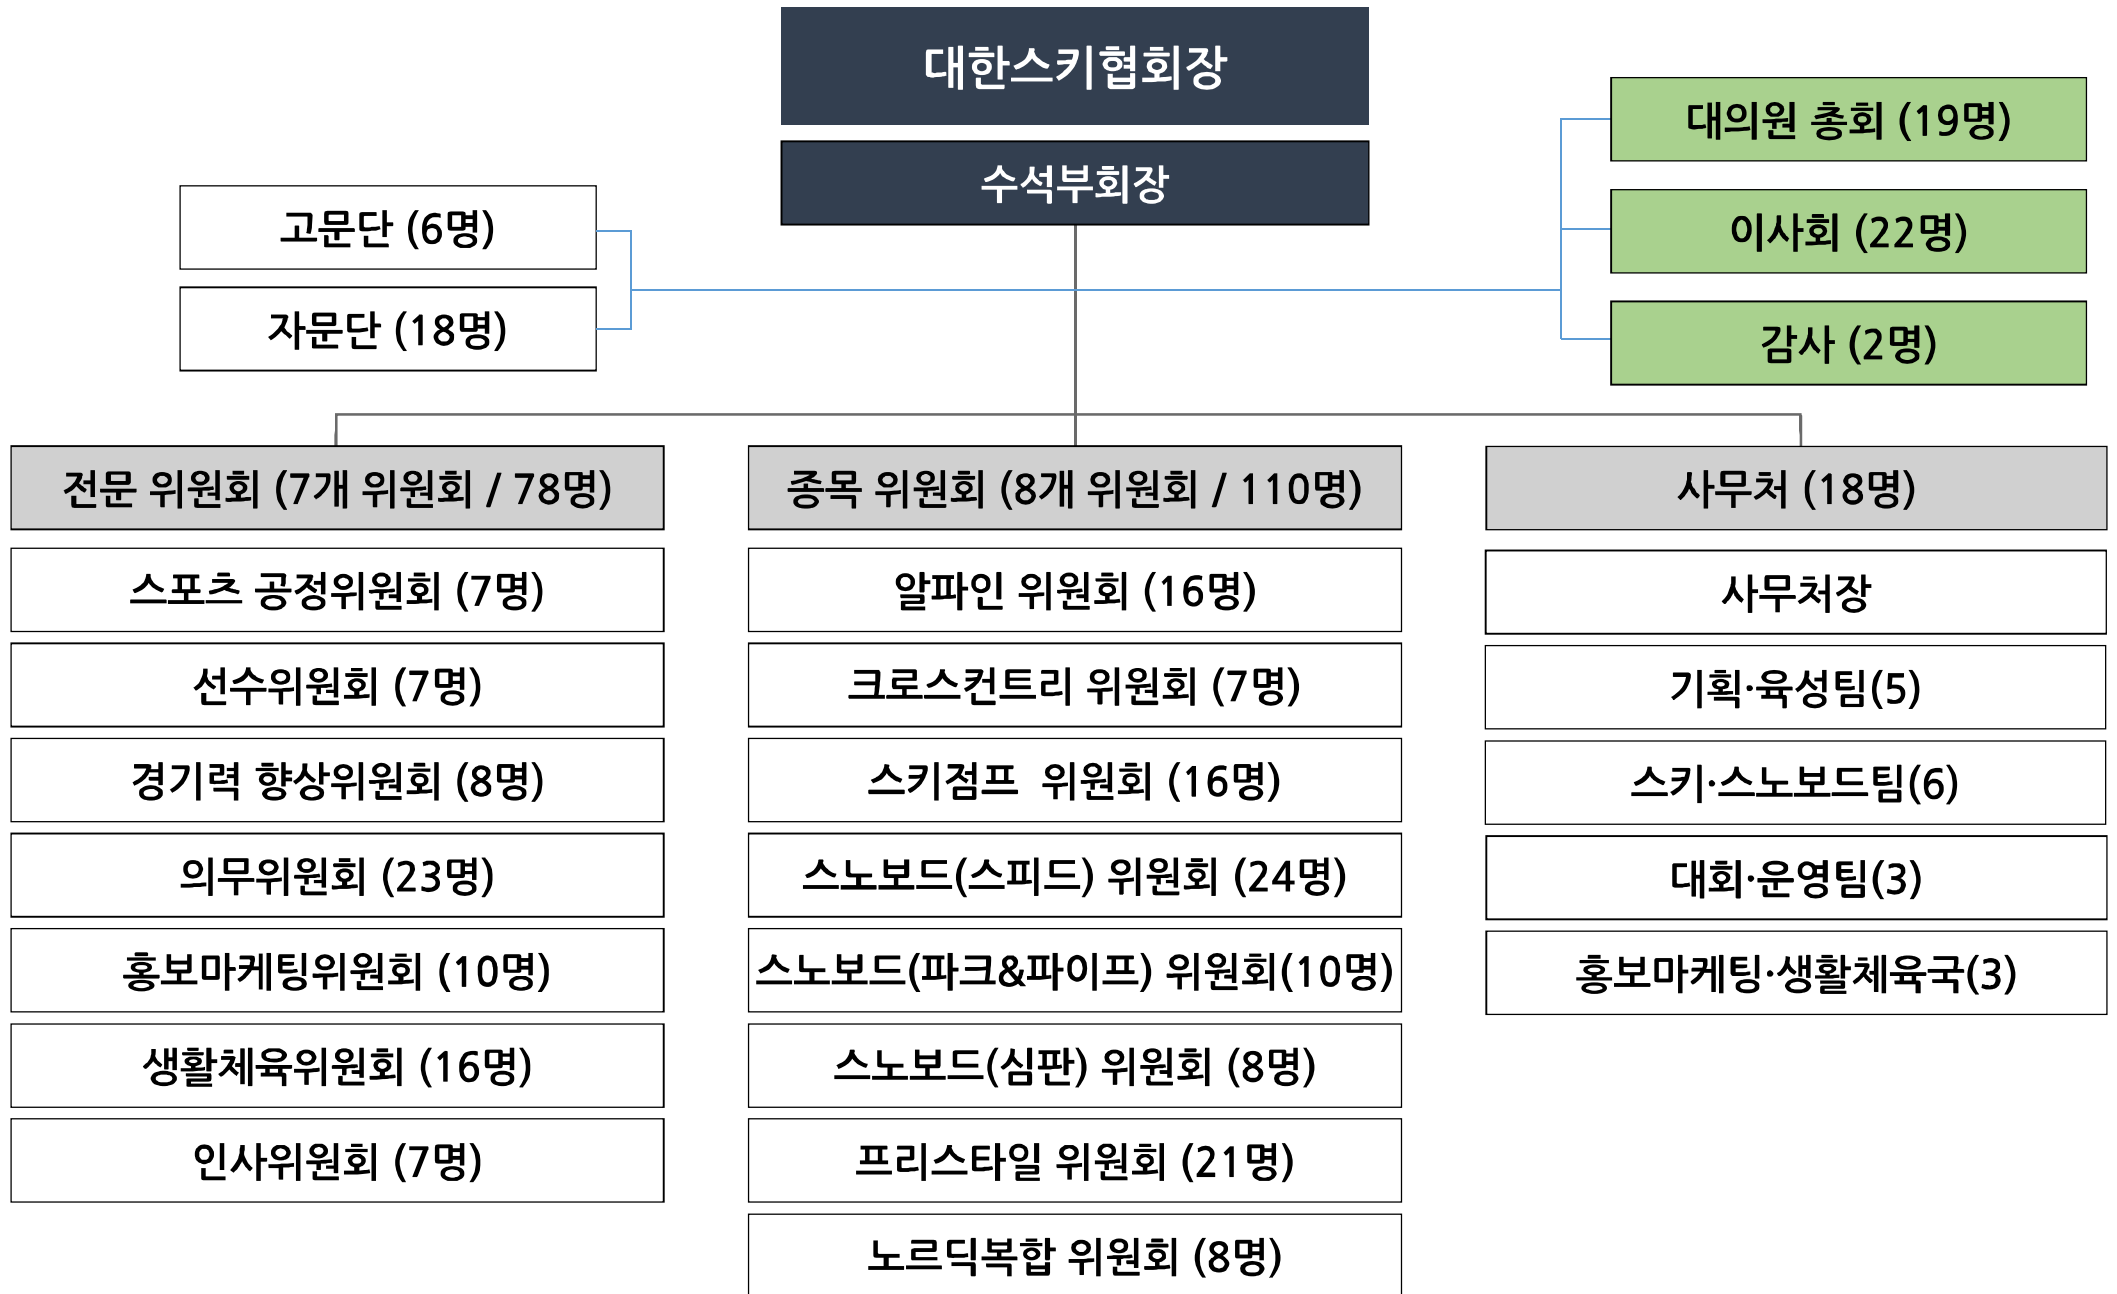 대한스키협회장
수석부회장
고문단 (6명)
자문단 (18명)
대의원 총회 (19명)
이사회 (22명)
감사 (2명)
전문 위원회 (7개 위원회 / 78명)
스포츠 공정위원회 (7명)
선수위원회 (7명)
경기력 향상위원회 (8명)
의무위원회 (23명)
홍보마케팅위원회 (10명)
생활체육위원회 (16명)
인사위원회 (7명)
종목 위원회 (8개 위원회 / 110명)
알파인 위원회 (16명)
크로스컨트리 위원회 (7명)
스키점프 위원회 (16명)
스노보드(스피드) 위원회 (24명)
스노보드(파크&파이프) 위원회(10명)
스노보드(심판) 위원회 (8명)
프리스타일 위원회 (21명)
노르딕복합 위원회 (8명)
사무처 (18명)
사무처장
기획·육성팀(5)
스키·스노보드팀(6)
대회·운영팀(3)
홍보마케팅·생활체육국(3)